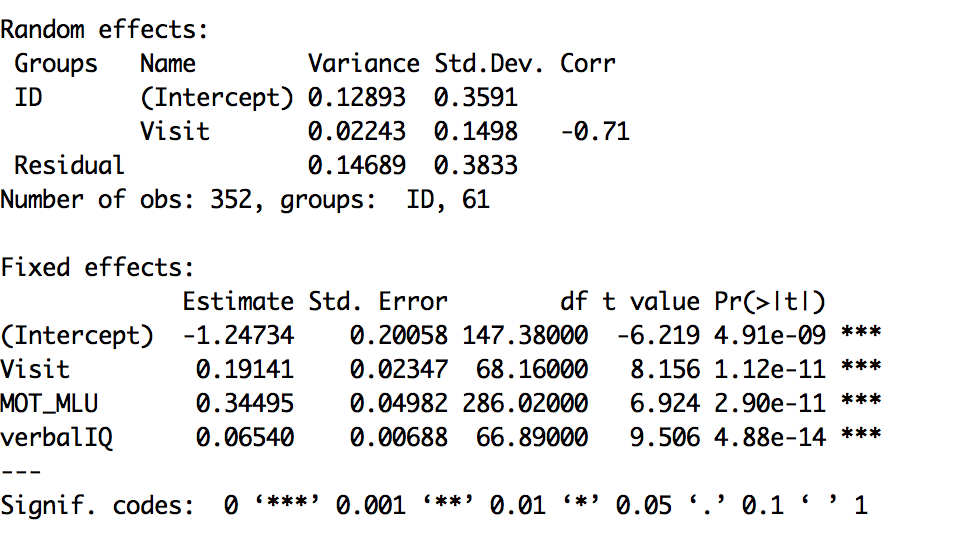 Random effects:
 Groups   Name        Variance Std.Dev. Corr
 ID       (Intercept) 0.12893  0.3591
          Visit       0.02243  0.1498   -0.71
 Residual             0.14689  0.3833
Number of obs: 352, groups:  ID, 61

Fixed effects:
             Estimate Std. Error        df t value Pr(>|t|)
(Intercept)  -1.24734    0.20058 147.38000  -6.219 4.91e-09 ***
Visit         0.19141    0.02347  68.16000   8.156 1.12e-11 ***
MOT_MLU       0.34495    0.04982 286.02000   6.924 2.90e-11 ***
verbalIQ      0.06540    0.00688  66.89000   9.506 4.88e-14 ***
---
Signif. codes:  0 ‘***’ 0.001 ‘**’ 0.01 ‘*’ 0.05 ‘.’ 0.1 ‘ ’ 1